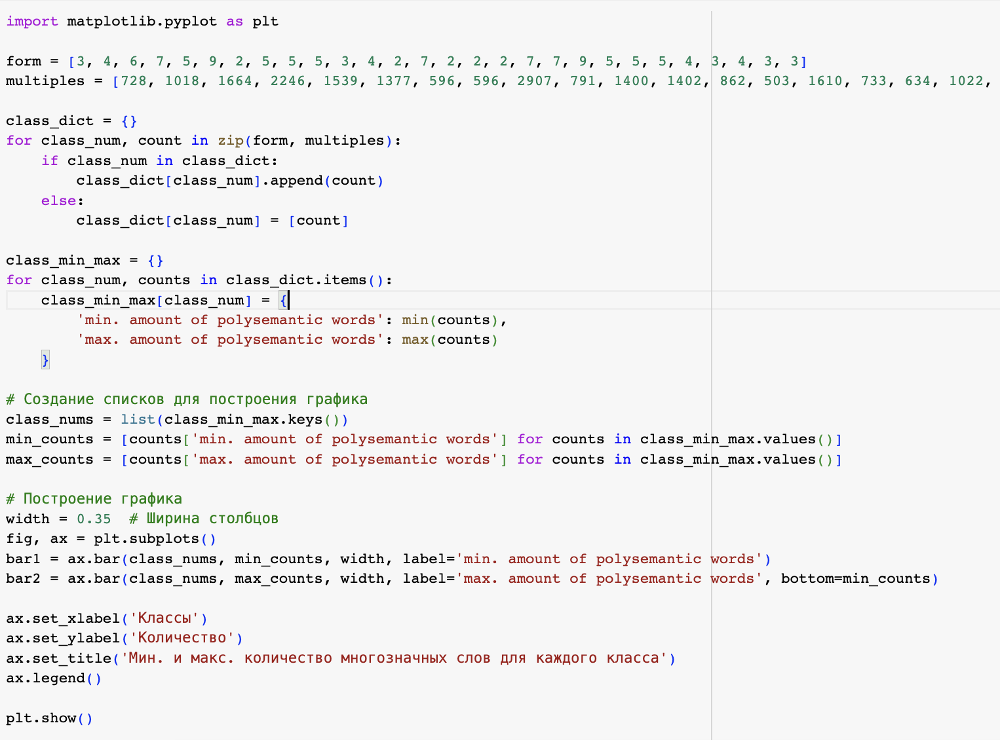 import matplotlib.pyplot as plt
form = [3, 4, 6, 7, 5, 9, 2, 5, 5, 5, 3, 4, 2, 7, 2, 2, 2, 7, 7, 9, 5, 5, 5, 4, 3, 4, 3, 3]
multiples = [728, 1018, 1664, 2246, 1539, 1377, 596, 596, 2907, 791, 1400, 1402, 862, 503, 1610, 733, 634, 1022,
class_dict = {}
for class_num, count in zip(form, multiples):
    if class_num in class_dict:
        class_dict[class_num].append(count)
    else:
        class_dict[class_num] = [count]
class_min_max = {}
for class_num, counts in class_dict.items():
    class_min_max[class_num] = {
        'min. amount of polysemantic words': min(counts),
        'max. amount of polysemantic words': max(counts)
    }
# Создание списков для построения графика
class_nums = list(class_min_max.keys())
min_counts = [counts['min. amount of polysemantic words'] for counts in class_min_max.values()]
max_counts = [counts['max. amount of polysemantic words'] for counts in class_min_max.values()]
# Построение графика
width = 0.35  # Ширина столбцов
fig, ax = plt.subplots()
bar1 = ax.bar(class_nums, min_counts, width, label='min. amount of polysemantic words')
bar2 = ax.bar(class_nums, max_counts, width, label='max. amount of polysemantic words', bottom=min_counts)
ax.set_xlabel('Классы')
ax.set_ylabel('Количество')
ax.set_title('Мин. и макс. количество многозначных слов для каждого класса')
ax.legend()
plt.show()